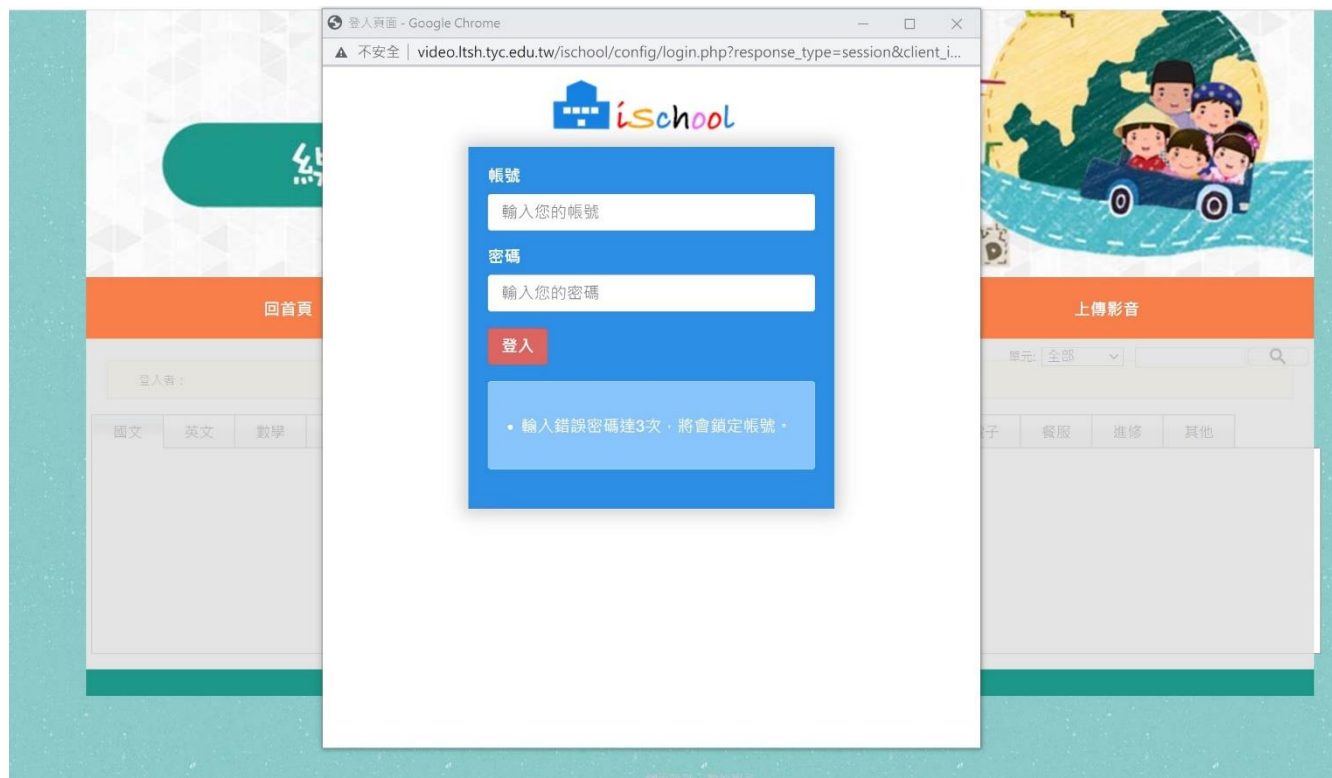 登入頁面 - Google Chrome
不安全 | video.ltsh.tyc.edu.tw/ischool/config/login.php?response_type=session&client_i...
iSchool
帳號
輸入您的帳號
密碼
輸入您的密碼
登入
• 輸入錯誤密碼達3次，將會鎖定帳號。
回首頁
上傳影音
單元: 全部
登入者：
國文 英文 數學
餐服 進修 其他